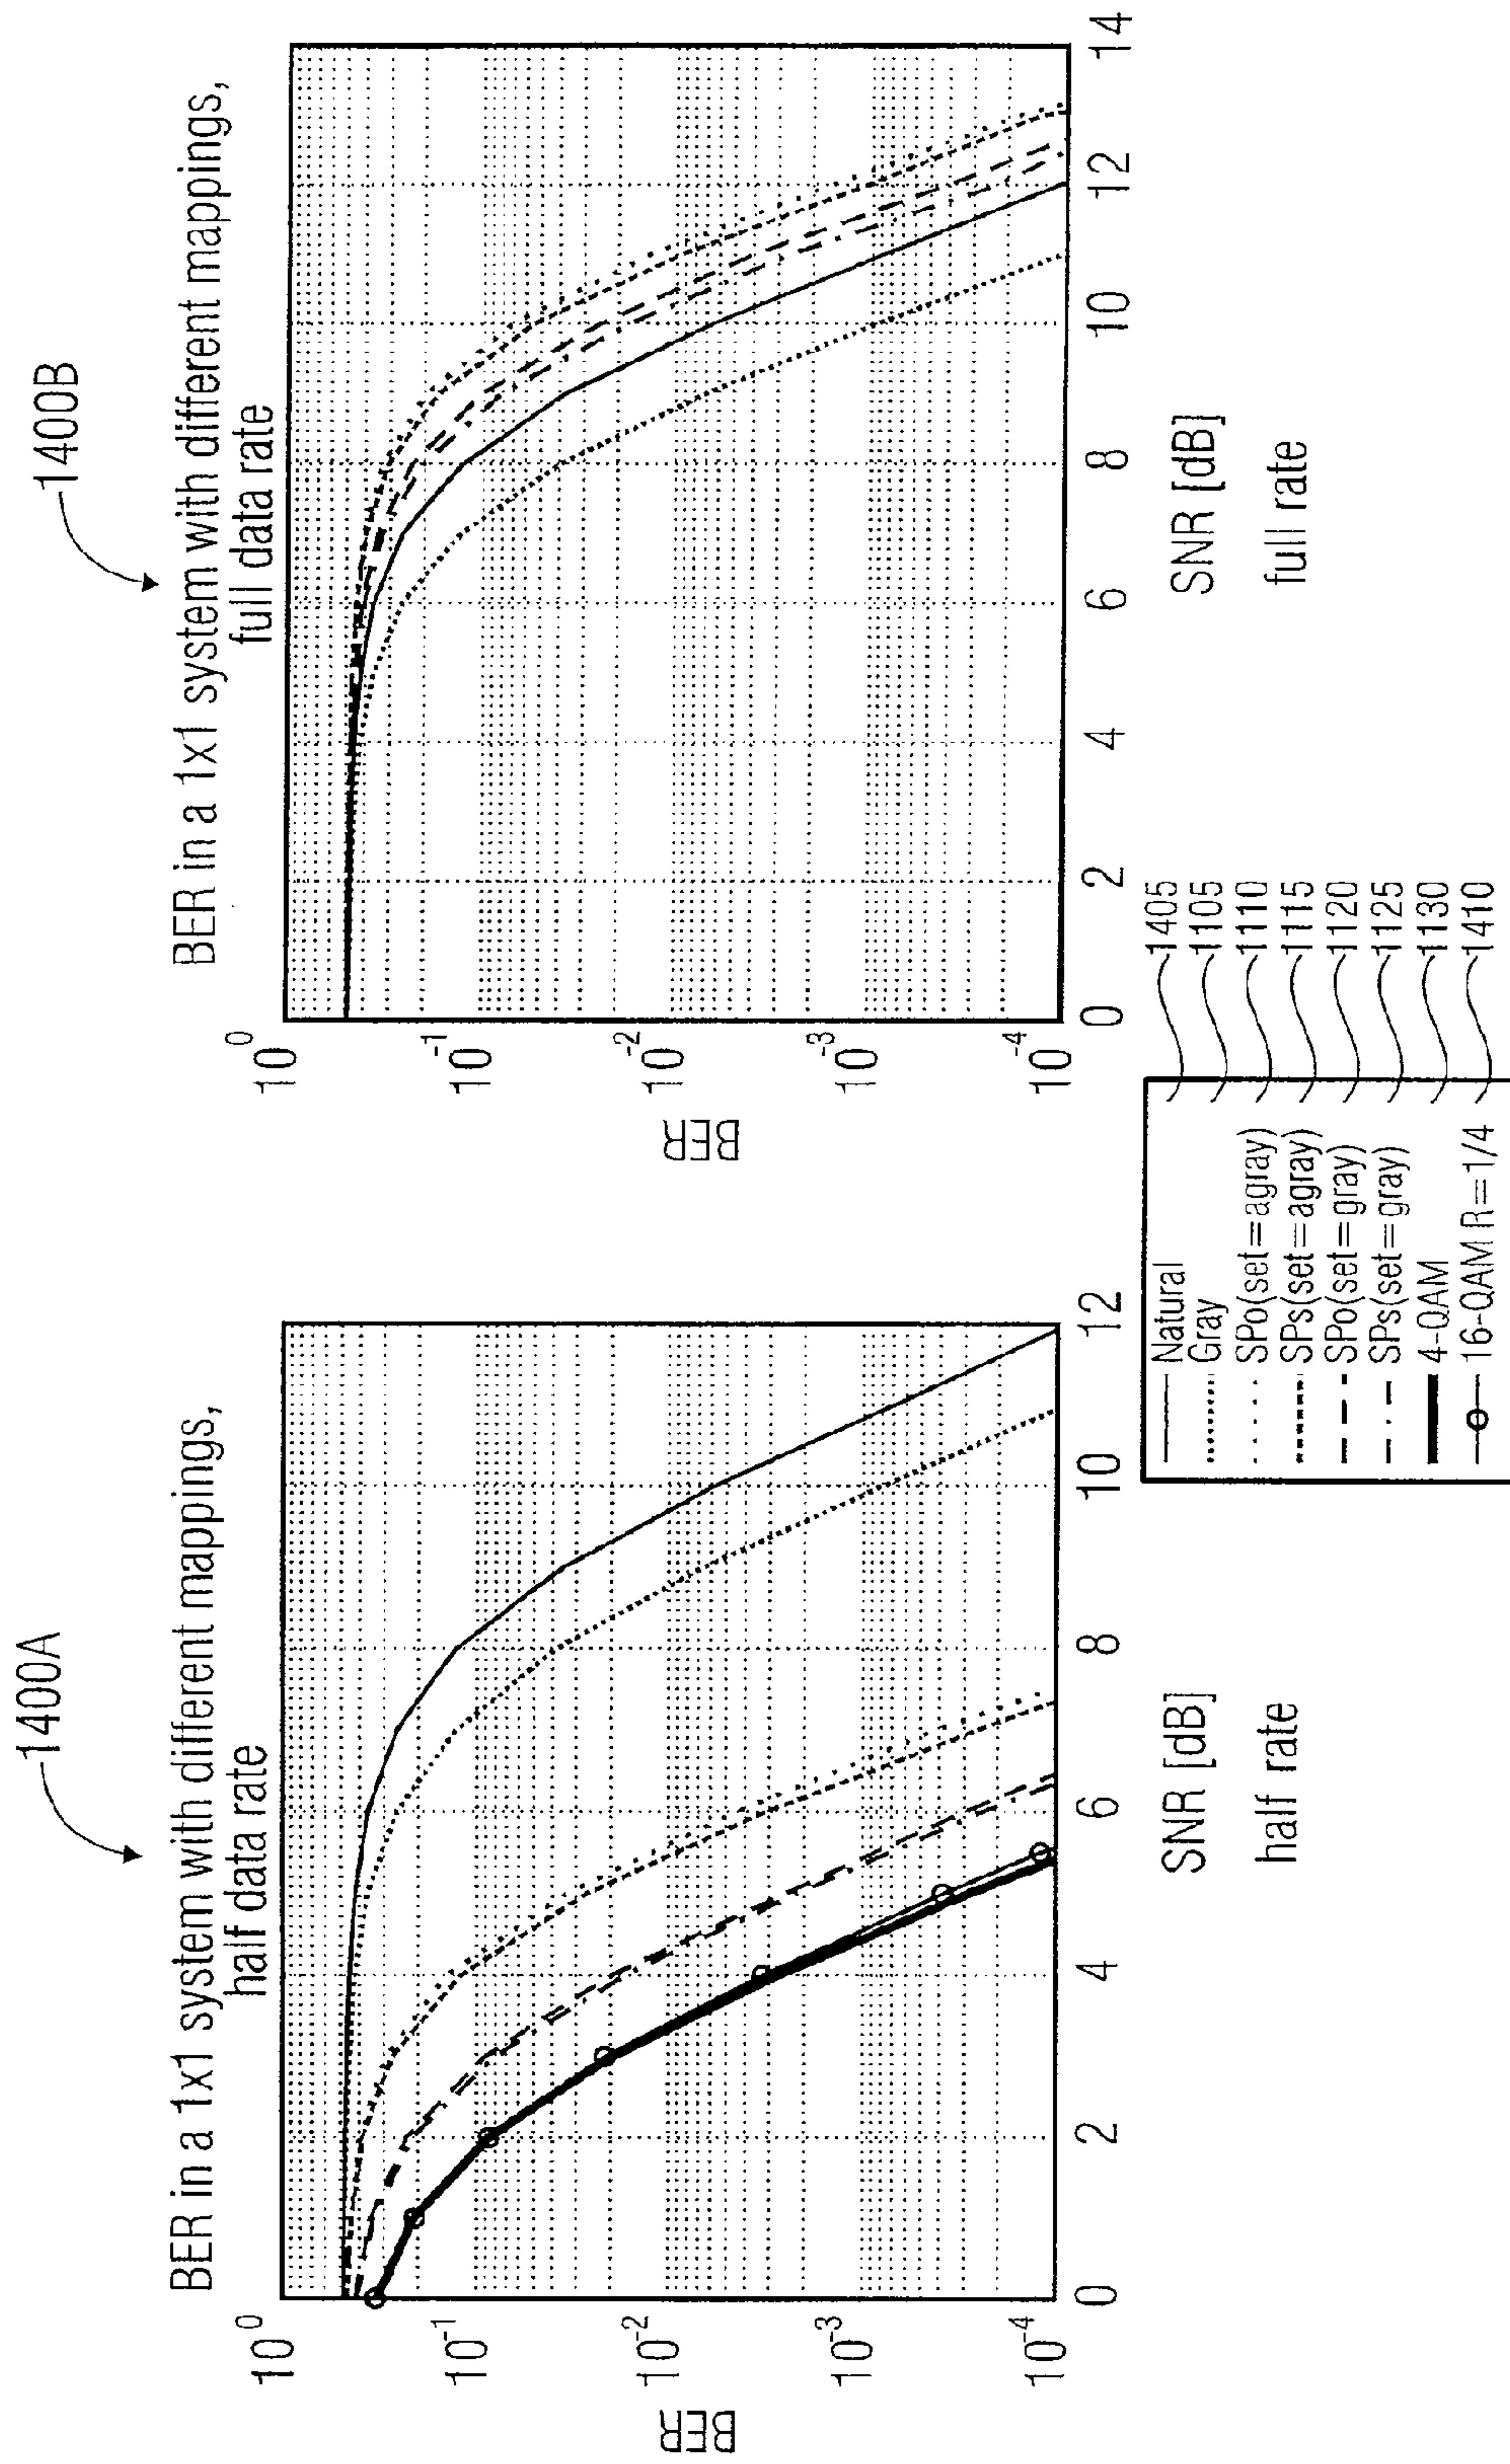 1400A
BER in a 1x1 system with different mappings,
half data rate
10^0
10^-1
10^-2
10^-3
10^-4
BER
0 2 4 6 8 10 12
SNR [dB]
half rate
1400B
BER in a 1x1 system with different mappings,
full data rate
10^0
10^-1
10^-2
10^-3
10^-4
BER
0 2 4 6 8 10 12 14
SNR [dB]
full rate
Natural 1405
Gray 1105
SPo(set=agray) 1110
SPs(set=agray) 1115
SPo(set=gray) 1120
SPs(set=gray) 1125
4-QAM 1130
16-QAM R=1/4 1410